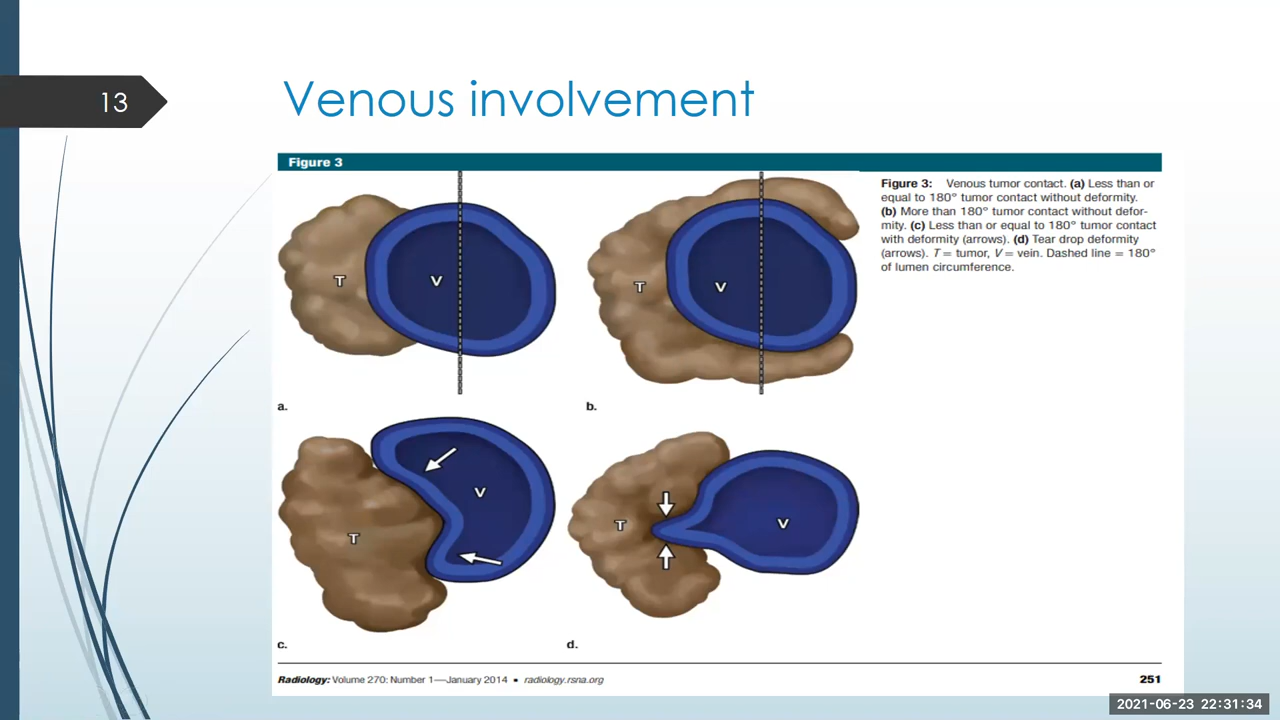 13
Venous involvement
Figure 3
Figure 3: Venous tumor contact. (a) Less than or
equal to 180° tumor contact without deformity.
(b) More than 180° tumor contact without defor-
mity. (c) Less than or equal to 180° tumor contact
with deformity (arrows). (d) Tear drop deformity
(arrows). T = tumor, V = vein. Dashed line = 180°
of lumen circumference.
T
V
T
V
a.
b.
T
V
T
V
c.
d.
Radiology: Volume 270: Number 1—January 2014 • radiology.rsna.org
251
2021-06-23 22:31:34